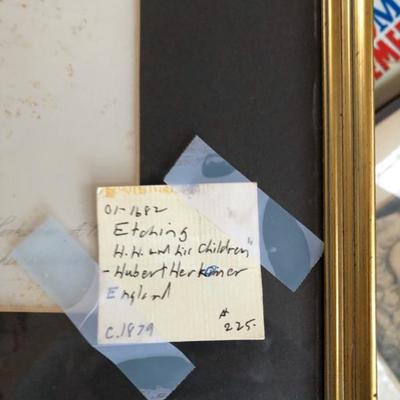 01-1682
Etching
H.H. and his Children"
- Hubert Herkomer
England
c.1879
# 225-